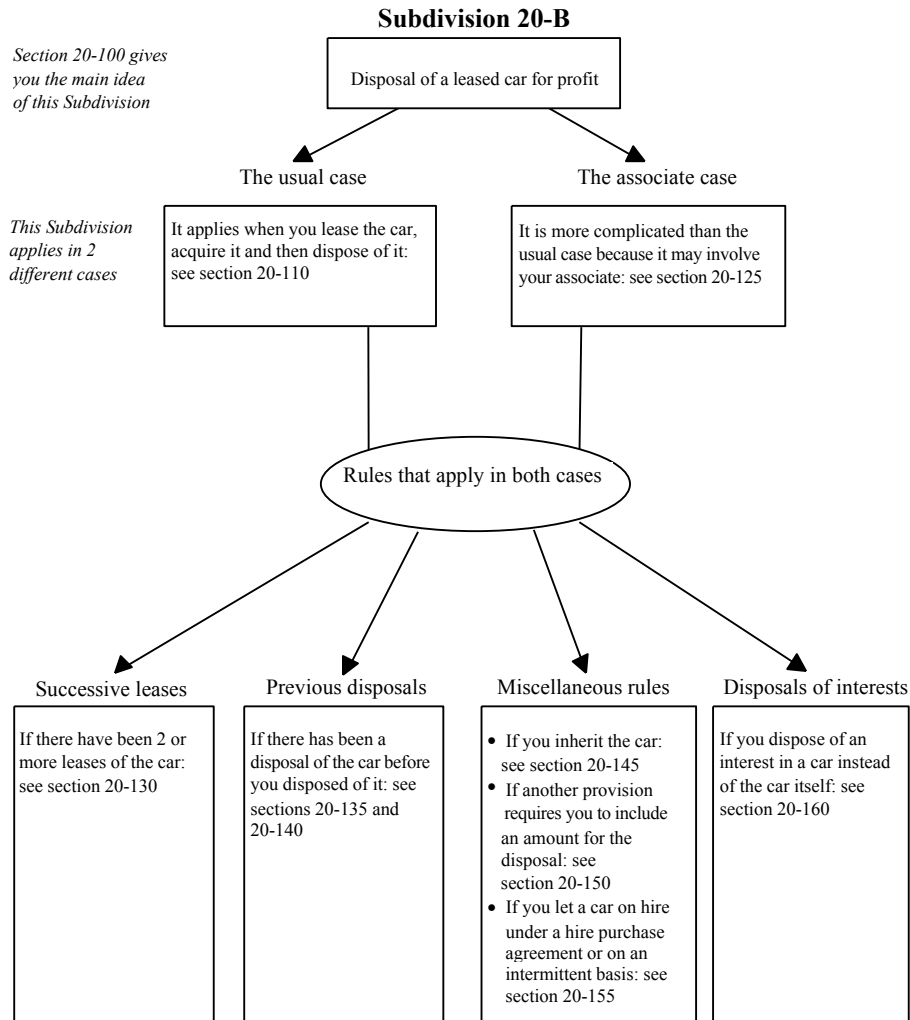 Subdivision 20-B
Section 20-100 gives
you the main idea
of this Subdivision
Disposal of a leased car for profit
The usual case
The associate case
This Subdivision
applies in 2
different cases
It applies when you lease the car,
acquire it and then dispose of it:
see section 20-110
It is more complicated than the
usual case because it may involve
your associate: see section 20-125
Rules that apply in both cases
Successive leases
If there have been 2 or
more leases of the car:
see section 20-130
Previous disposals
If there has been a
disposal of the car before
you disposed of it: see
sections 20-135 and
20-140
Miscellaneous rules
• If you inherit the car:
see section 20-145
• If another provision
requires you to include
an amount for the
disposal: see
section 20-150
• If you let a car on hire
under a hire purchase
agreement or on an
intermittent basis: see
section 20-155
Disposals of interests
If you dispose of an
interest in a car instead
of the car itself: see
section 20-160